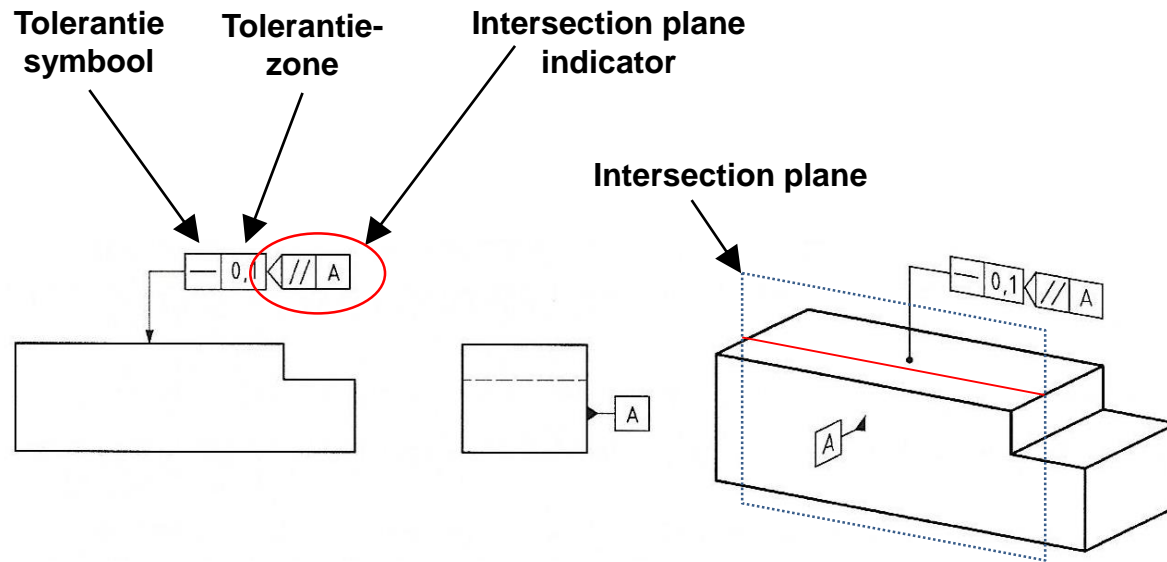 Tolerantie
symbool
Tolerantie-
zone
Intersection plane
indicator
Intersection plane
— 0,1 // A
— 0,1 // A
A
A